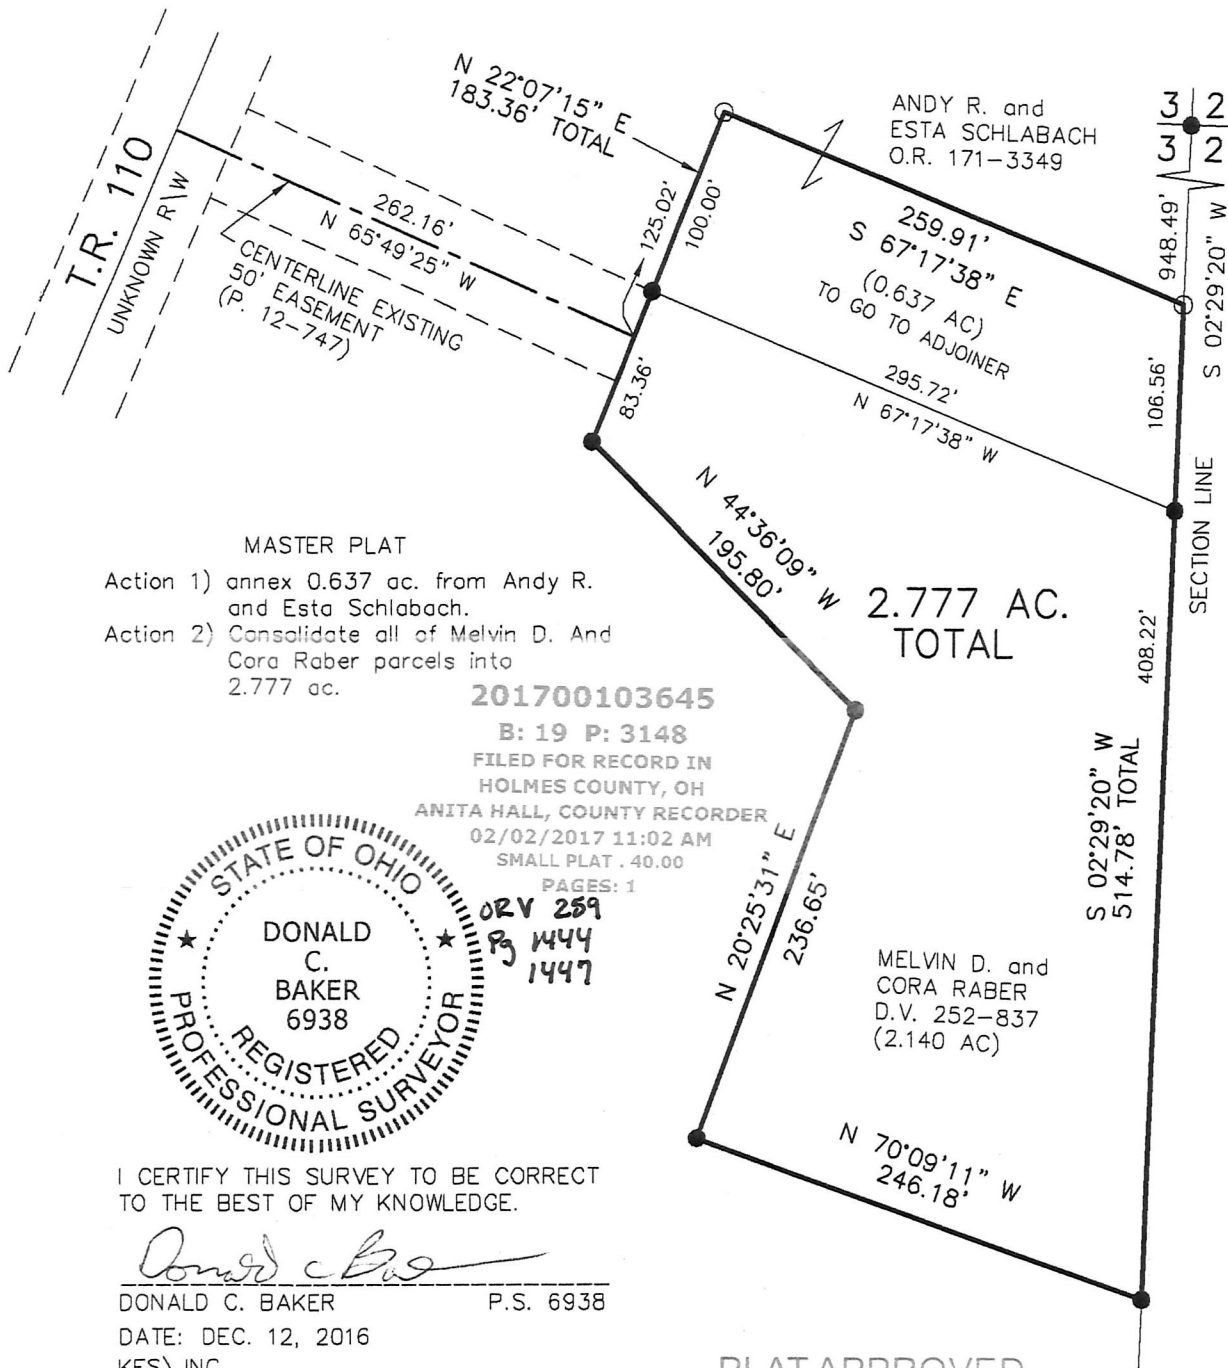 N 22°07'15" E
183.36' TOTAL
ANDY R. and
ESTA SCHLABACH
O.R. 171-3349
3 2
3 2
T.R. 110
UNKNOWN R\W
262.16'
N 65°49'25" W
CENTERLINE EXISTING
50' EASEMENT
(P. 12-747)
125.02'
100.00'
83.36'
259.91'
S 67°17'38" E
(0.637 AC)
TO GO TO ADJOINER
295.72'
N 67°17'38" W
948.49'
S 02°29'20" W
106.56'
SECTION LINE
N 44°36'09" W
195.80'
2.777 AC.
TOTAL
408.22'
S 02°29'20" W
514.78' TOTAL
MASTER PLAT
Action 1) annex 0.637 ac. from Andy R.
and Esta Schlabach.
Action 2) Consolidate all of Melvin D. And
Cora Raber parcels into
2.777 ac.
201700103645
B: 19 P: 3148
FILED FOR RECORD IN
HOLMES COUNTY, OH
ANITA HALL, COUNTY RECORDER
02/02/2017 11:02 AM
SMALL PLAT . 40.00
PAGES: 1
ORV 259
Pg 1444
1447
N 20°25'31" E
236.65'
MELVIN D. and
CORA RABER
D.V. 252-837
(2.140 AC)
N 70°09'11" W
246.18'
STATE OF OHIO
DONALD
C.
BAKER
6938
REGISTERED
PROFESSIONAL SURVEYOR
I CERTIFY THIS SURVEY TO BE CORRECT
TO THE BEST OF MY KNOWLEDGE.
Donald C Baker
DONALD C. BAKER P.S. 6938
DATE: DEC. 12, 2016
KES\ INC
PLAT APPROVED